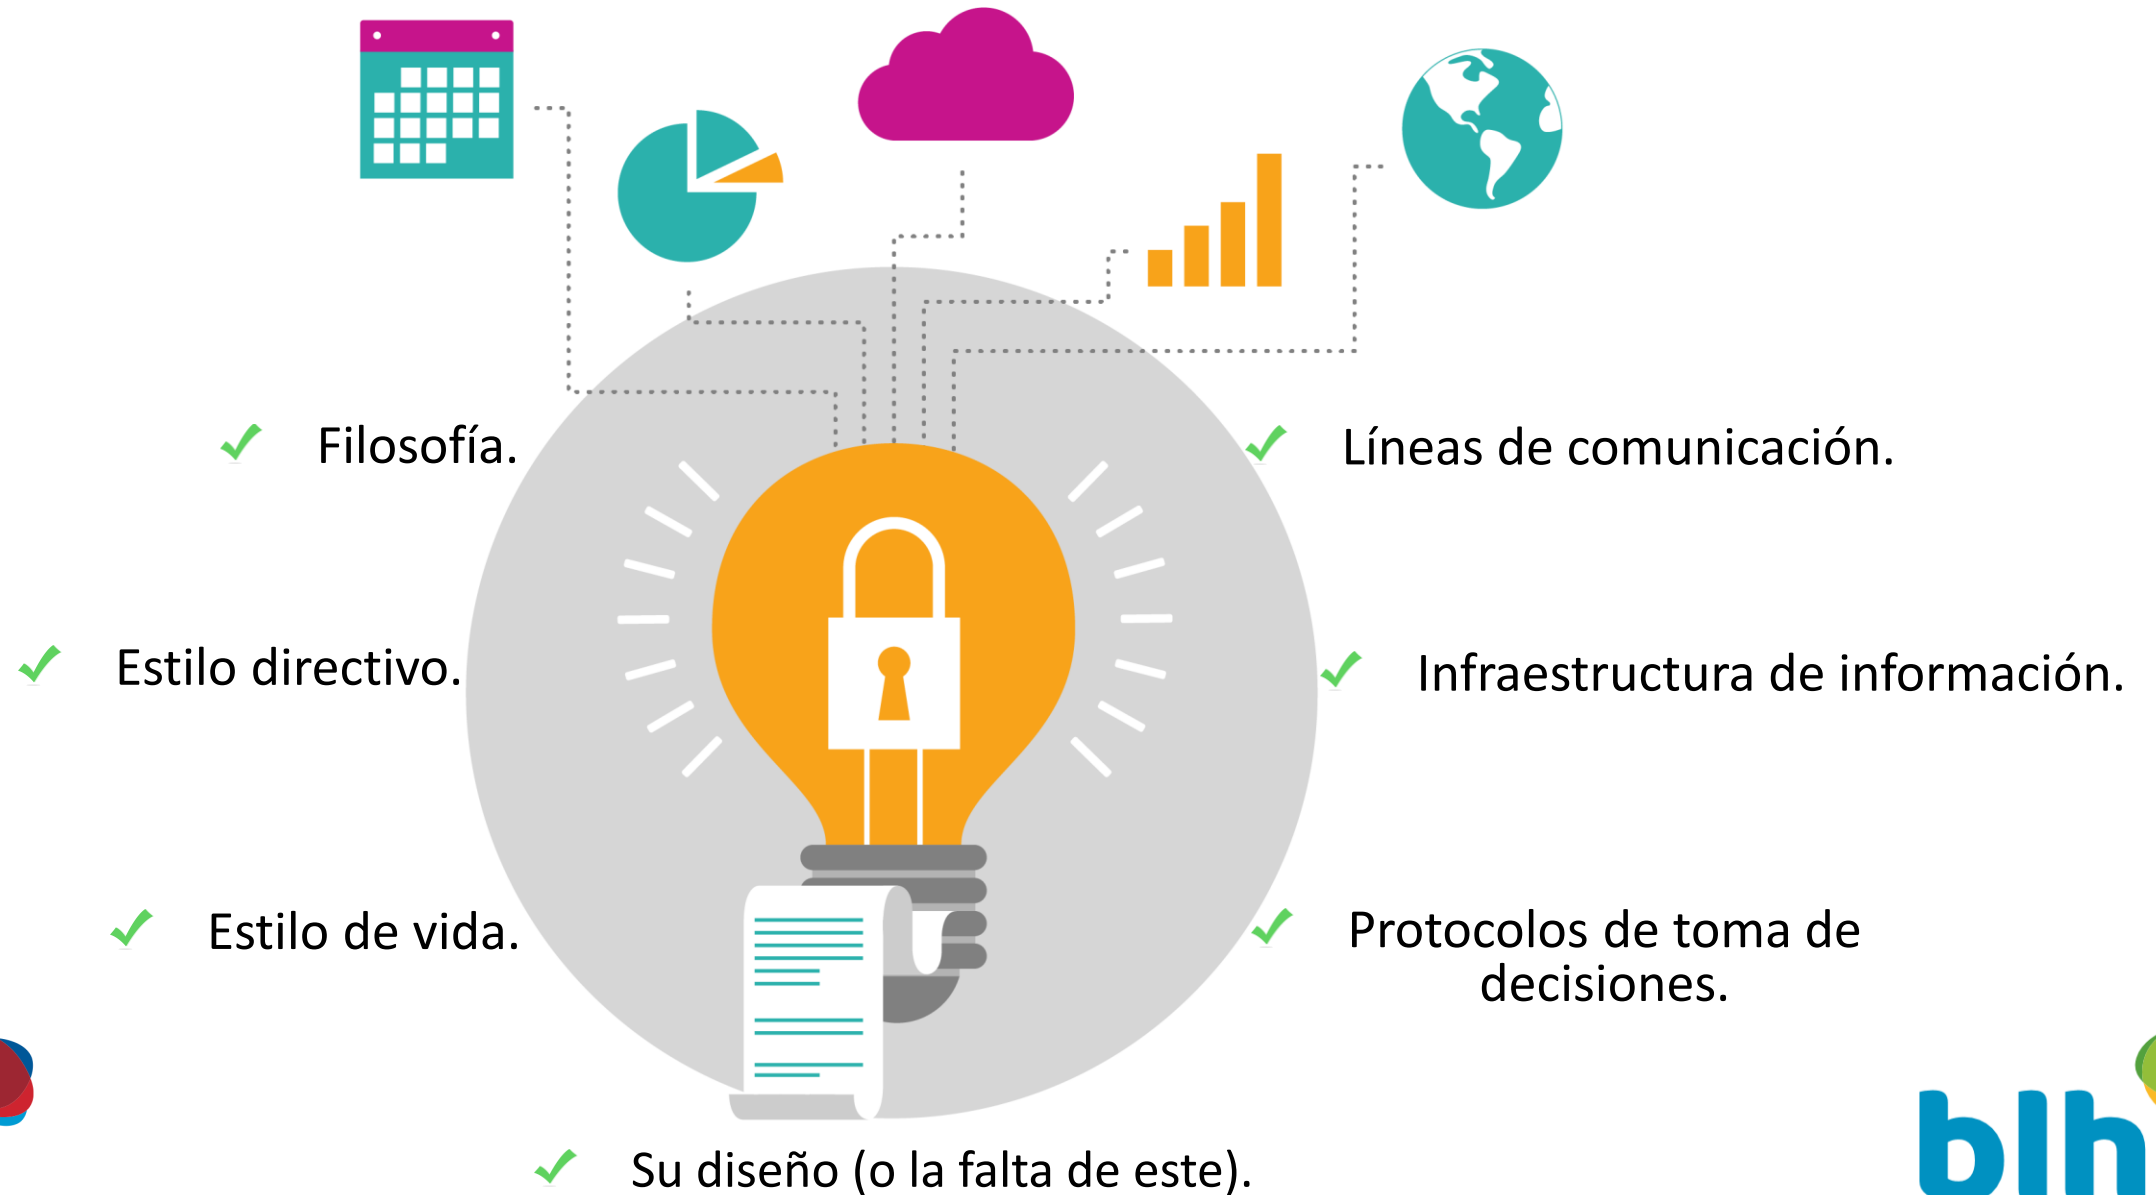 Filosofía.
Líneas de comunicación.
Estilo directivo.
Infraestructura de información.
Estilo de vida.
Protocolos de toma de
decisiones.
Su diseño (o la falta de este).
blh